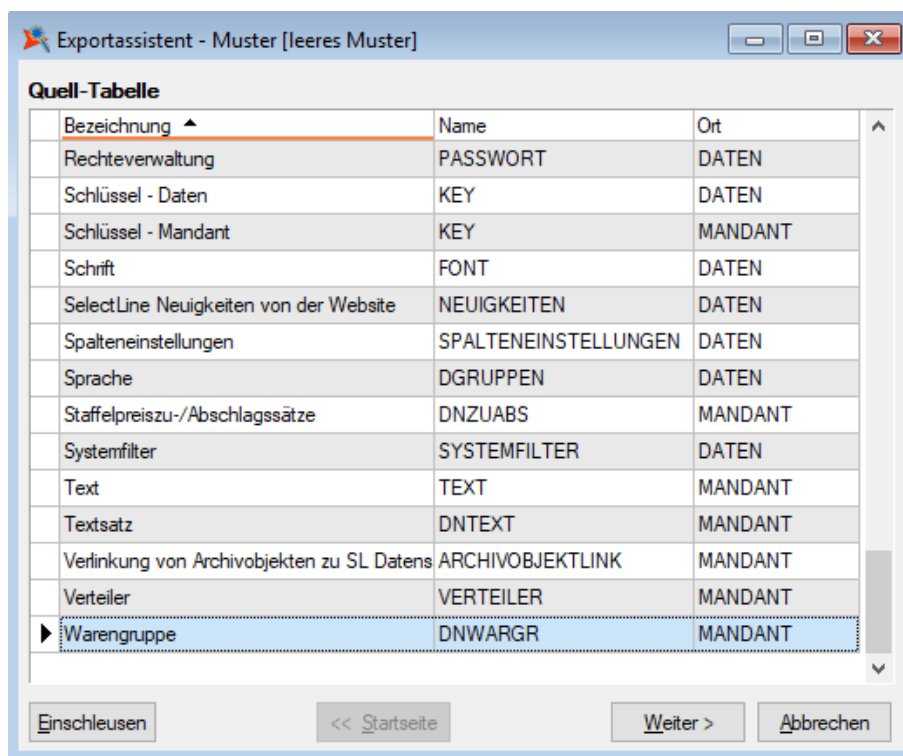 Exportassistent - Muster [leeres Muster]
Quell-Tabelle
Bezeichnung Name Ort
Rechteverwaltung PASSWORT DATEN
Schlüssel - Daten KEY DATEN
Schlüssel - Mandant KEY MANDANT
Schrift FONT DATEN
SelectLine Neuigkeiten von der Website NEUIGKEITEN DATEN
Spalteneinstellungen SPALTENEINSTELLUNGEN DATEN
Sprache DGRUPPEN DATEN
Staffelpreiszu-/Abschlagssätze DNZUABS MANDANT
Systemfilter SYSTEMFILTER DATEN
Text TEXT MANDANT
Textsatz DNTEXT MANDANT
Verlinkung von Archivobjekten zu SL Datens ARCHIVOBJEKTLINK MANDANT
Verteiler VERTEILER MANDANT
Warengruppe DNWARGR MANDANT
Einschleusen << Startseite Weiter > Abbrechen